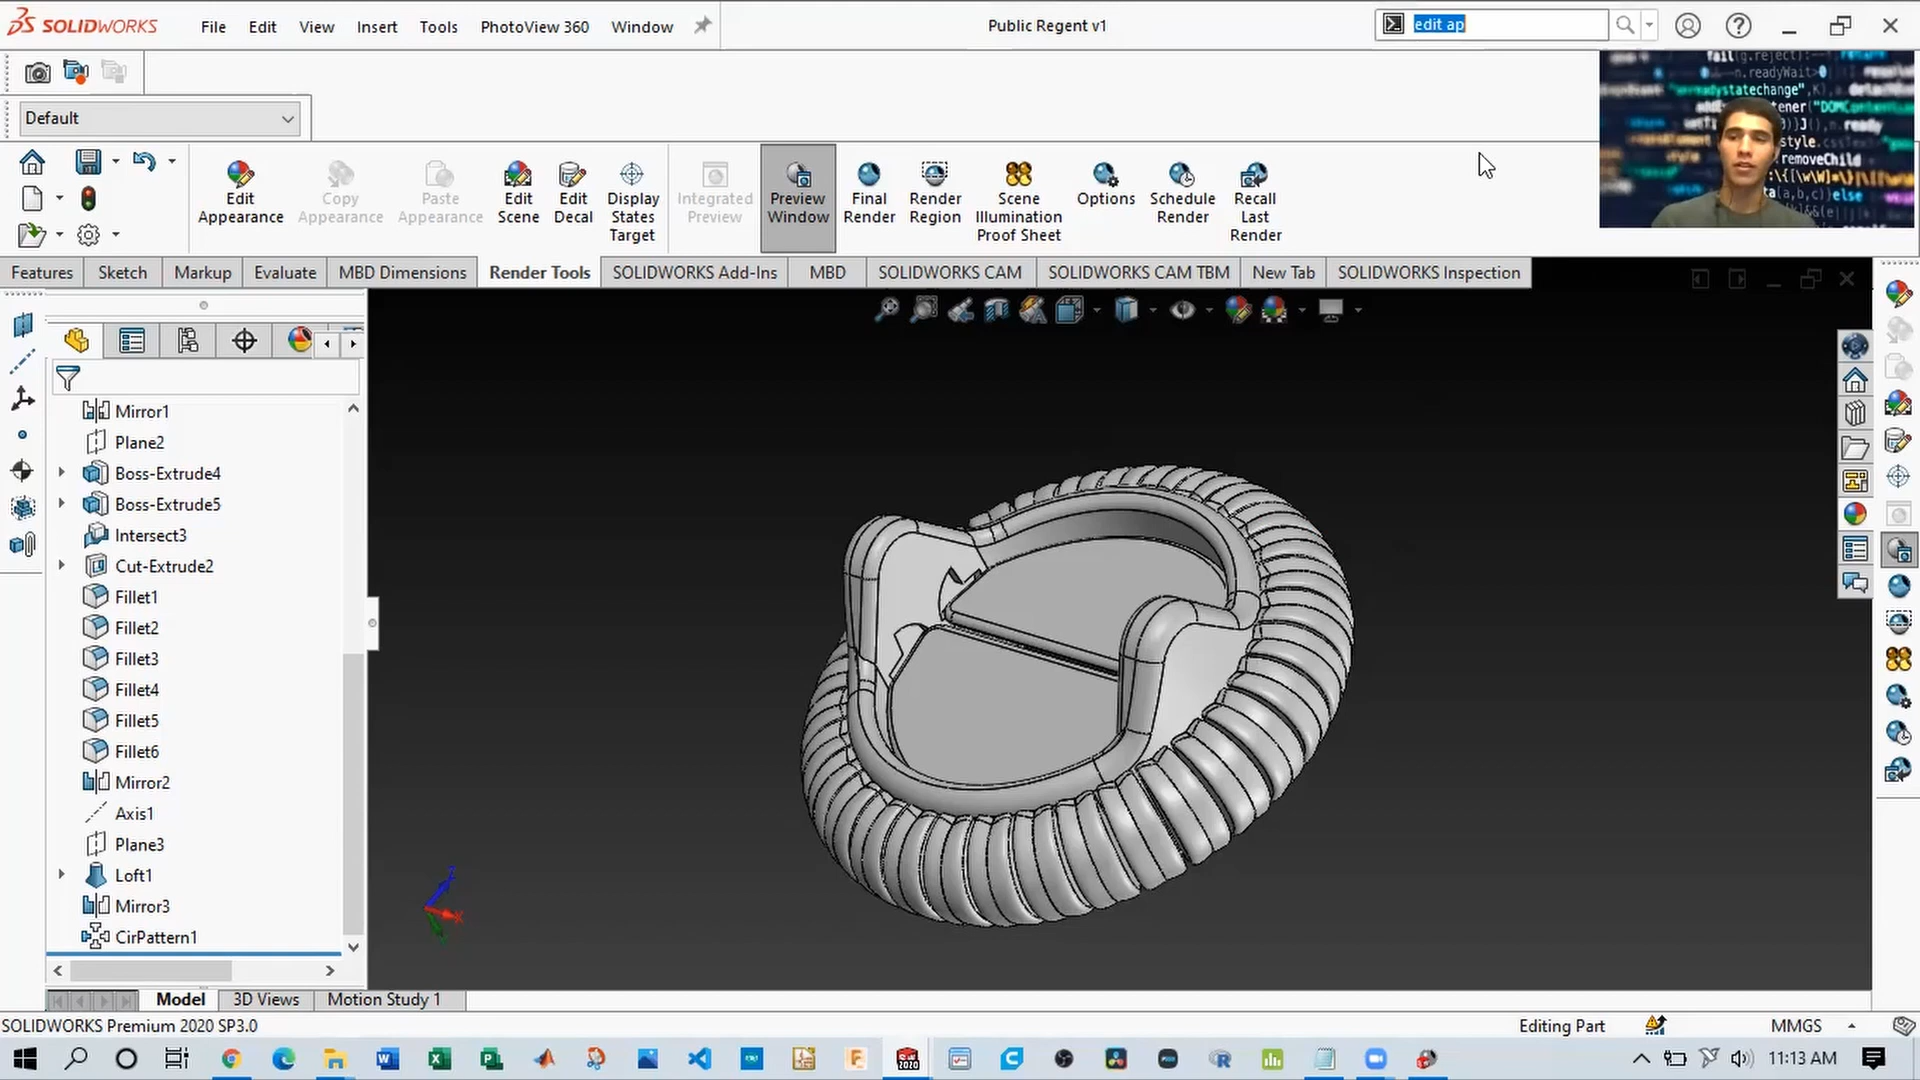 SOLIDWORKS File Edit View Insert Tools PhotoView 360 Window Public Regent v1 edit ap
Default
Edit Appearance
Copy Appearance
Paste Appearance
Edit Scene
Edit Decal
Display States Target
Integrated Preview
Preview Window
Final Render
Render Region
Scene Illumination Proof Sheet
Options
Schedule Render
Recall Last Render
Features Sketch Markup Evaluate MBD Dimensions Render Tools SOLIDWORKS Add-Ins MBD SOLIDWORKS CAM SOLIDWORKS CAM TBM New Tab SOLIDWORKS Inspection
Mirror1
Plane2
Boss-Extrude4
Boss-Extrude5
Intersect3
Cut-Extrude2
Fillet1
Fillet2
Fillet3
Fillet4
Fillet5
Fillet6
Mirror2
Axis1
Plane3
Loft1
Mirror3
CirPattern1
Model 3D Views Motion Study 1
SOLIDWORKS Premium 2020 SP3.0 Editing Part MMGS
11:13 AM